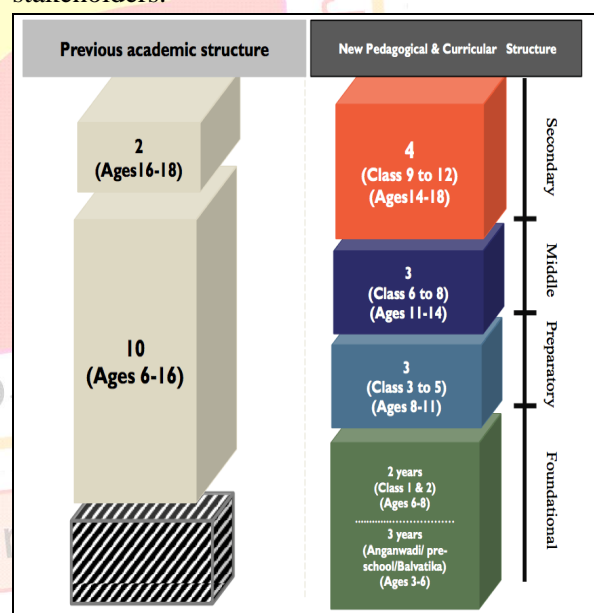 stakeholders.
Previous academic structure
2
(Ages16-18)
10
(Ages 6-16)
New Pedagogical & Curricular Structure
4
(Class 9 to 12)
(Ages14-18)
Secondary
3
(Class 6 to 8)
(Ages 11-14)
Middle
3
(Class 3 to 5)
(Ages 8-11)
Preparatory
2 years
(Class 1 & 2)
(Ages 6-8)
3 years
(Anganwadi/ pre-
school/Balvatika)
(Ages 3-6)
Foundational